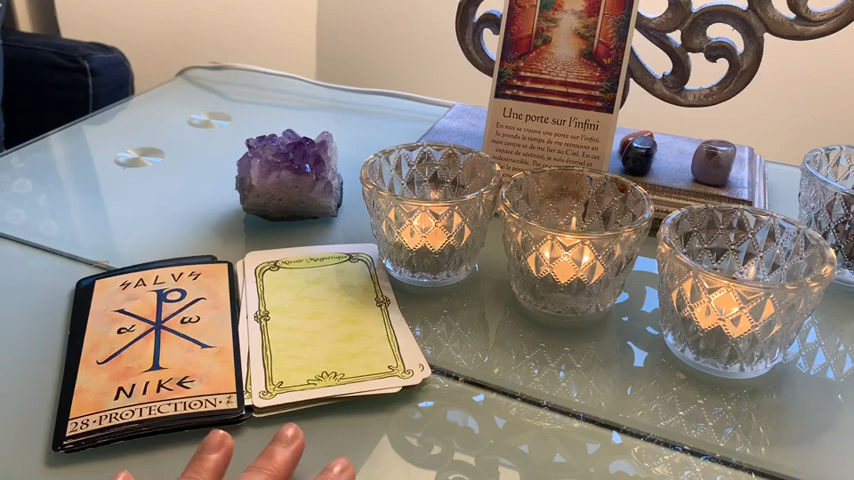 Une porte sur l'infini
En moi se trouve une porte sur l'infini.
Je prends le temps de me retrouver en
mon centre et de me lier au Ciel. En cet
espace de sérénité, je suis éternel et
indestructible.
Miroir Magnétique
SALVS
α ω
NIKE
28 · PROTECTION ·